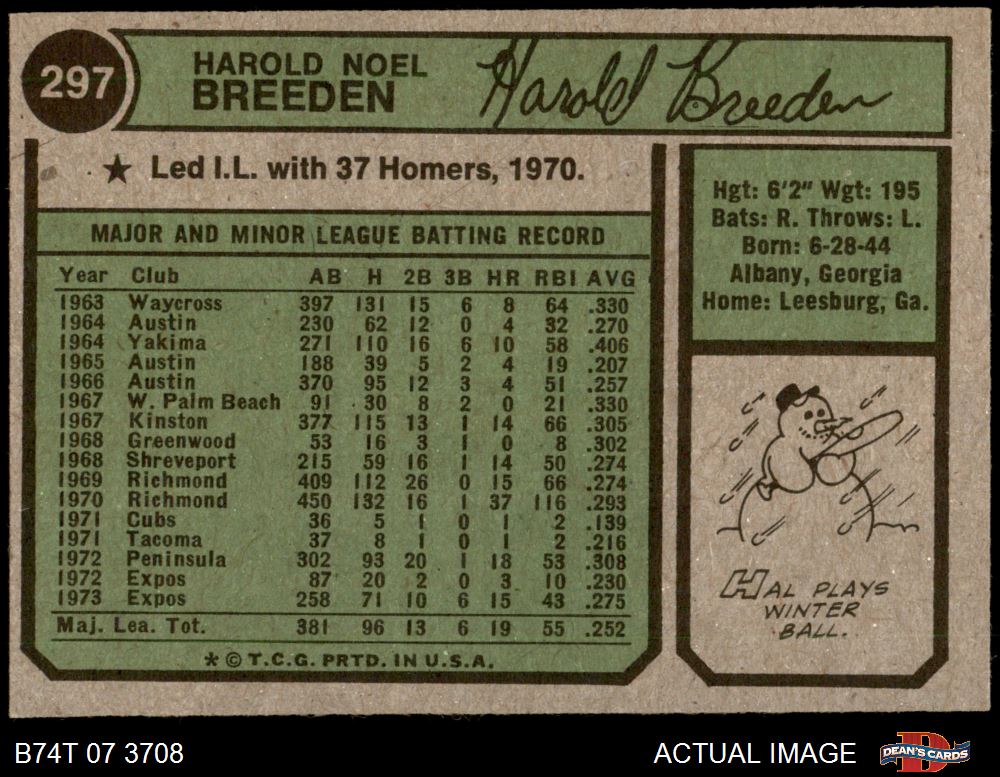 297
HAROLD NOEL
BREEDEN
Harold Breeden
★ Led I.L. with 37 Homers, 1970.
MAJOR AND MINOR LEAGUE BATTING RECORD
Year Club AB H 2B 3B HR RBI AVG
1963 Waycross 397 131 15 6 8 64 .330
1964 Austin 230 62 12 0 4 32 .270
1964 Yakima 271 110 16 6 10 58 .406
1965 Austin 188 39 5 2 4 19 .207
1966 Austin 370 95 12 3 4 51 .257
1967 W. Palm Beach 91 30 8 2 0 21 .330
1967 Kinston 377 115 13 1 14 66 .305
1968 Greenwood 53 16 3 1 0 8 .302
1968 Shreveport 215 59 16 1 14 50 .274
1969 Richmond 409 112 26 0 15 66 .274
1970 Richmond 450 132 16 1 37 116 .293
1971 Cubs 36 5 1 0 1 2 .139
1971 Tacoma 37 8 1 0 1 2 .216
1972 Peninsula 302 93 20 1 18 53 .308
1972 Expos 87 20 2 0 3 10 .230
1973 Expos 258 71 10 6 15 43 .275
Maj. Lea. Tot. 381 96 13 6 19 55 .252
* © T.C.G. PRTD. IN U.S.A.
Hgt: 6'2" Wgt: 195
Bats: R. Throws: L.
Born: 6-28-44
Albany, Georgia
Home: Leesburg, Ga.
HAL PLAYS
WINTER
BALL.
B74T 07 3708
ACTUAL IMAGE
DEAN'S CARDS